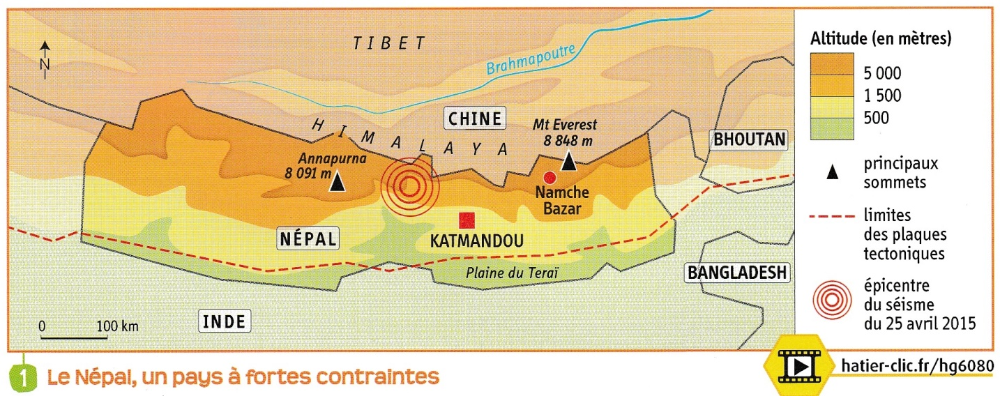 TIBET
N
Brahmapoutre
CHINE
HIMALAYA
Mt Everest
8 848 m
Annapurna
8 091 m
BHOUTAN
Namche
Bazar
NÉPAL
KATMANDOU
Plaine du Teraï
BANGLADESH
INDE
0 100 km
Altitude (en mètres)
5 000
1 500
500
principaux
sommets
limites
des plaques
tectoniques
épicentre
du séisme
du 25 avril 2015
1 Le Népal, un pays à fortes contraintes
hatier-clic.fr/hg6080